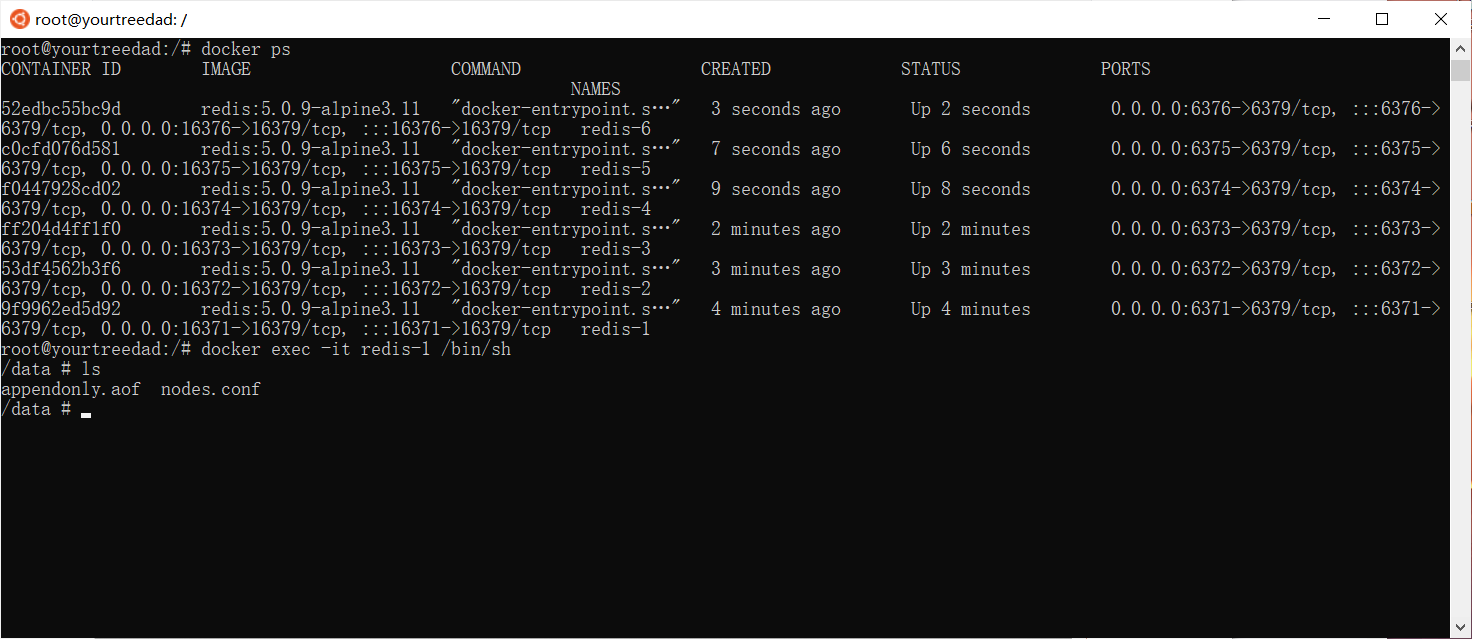 root@yourtreedad: /
root@yourtreedad:/# docker ps
CONTAINER ID        IMAGE                    COMMAND                  CREATED             STATUS              PORTS
                                                         NAMES
52edbc55bc9d        redis:5.0.9-alpine3.11   "docker-entrypoint.s…"   3 seconds ago       Up 2 seconds        0.0.0.0:6376->6379/tcp, :::6376->
6379/tcp, 0.0.0.0:16376->16379/tcp, :::16376->16379/tcp   redis-6
c0cfd076d581        redis:5.0.9-alpine3.11   "docker-entrypoint.s…"   7 seconds ago       Up 6 seconds        0.0.0.0:6375->6379/tcp, :::6375->
6379/tcp, 0.0.0.0:16375->16379/tcp, :::16375->16379/tcp   redis-5
f0447928cd02        redis:5.0.9-alpine3.11   "docker-entrypoint.s…"   9 seconds ago       Up 8 seconds        0.0.0.0:6374->6379/tcp, :::6374->
6379/tcp, 0.0.0.0:16374->16379/tcp, :::16374->16379/tcp   redis-4
ff204d4ff1f0        redis:5.0.9-alpine3.11   "docker-entrypoint.s…"   2 minutes ago       Up 2 minutes        0.0.0.0:6373->6379/tcp, :::6373->
6379/tcp, 0.0.0.0:16373->16379/tcp, :::16373->16379/tcp   redis-3
53df4562b3f6        redis:5.0.9-alpine3.11   "docker-entrypoint.s…"   3 minutes ago       Up 3 minutes        0.0.0.0:6372->6379/tcp, :::6372->
6379/tcp, 0.0.0.0:16372->16379/tcp, :::16372->16379/tcp   redis-2
9f9962ed5d92        redis:5.0.9-alpine3.11   "docker-entrypoint.s…"   4 minutes ago       Up 4 minutes        0.0.0.0:6371->6379/tcp, :::6371->
6379/tcp, 0.0.0.0:16371->16379/tcp, :::16371->16379/tcp   redis-1
root@yourtreedad:/# docker exec -it redis-1 /bin/sh
/data # ls
appendonly.aof  nodes.conf
/data #